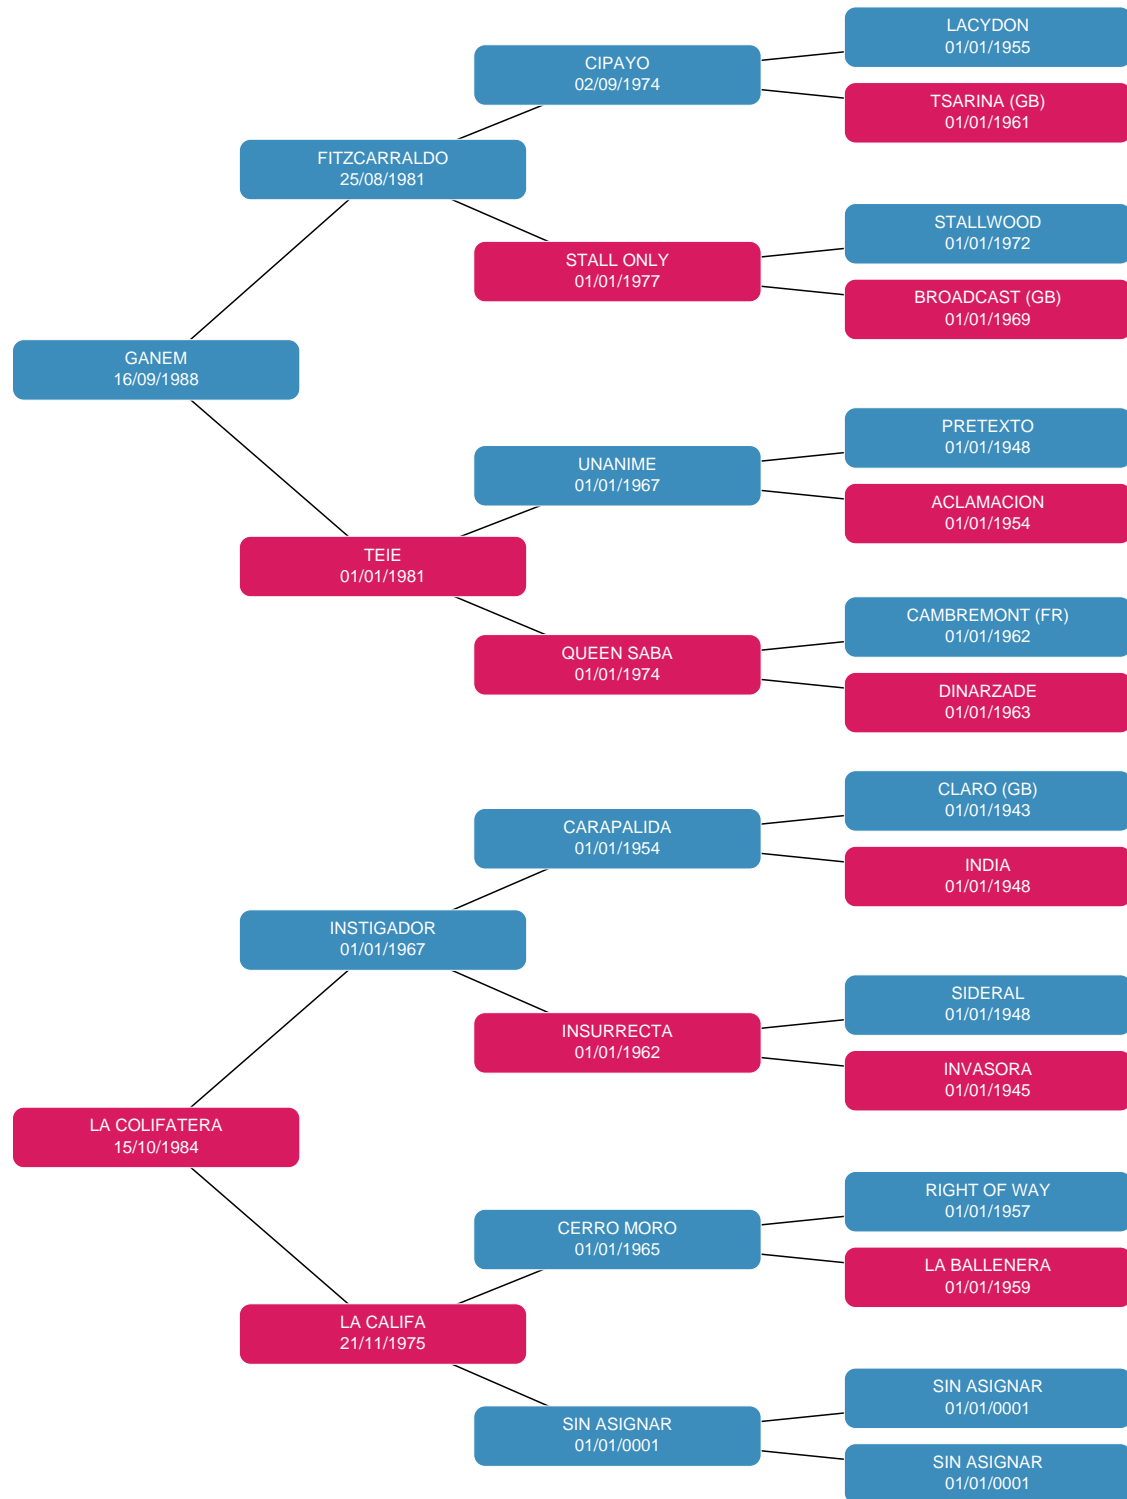 LACYDON
01/01/1955
CIPAYO
02/09/1974
TSARINA (GB)
01/01/1961
FITZCARRALDO
25/08/1981
STALLWOOD
01/01/1972
STALL ONLY
01/01/1977
BROADCAST (GB)
01/01/1969
GANEM
16/09/1988
PRETEXTO
01/01/1948
UNANIME
01/01/1967
ACLAMACION
01/01/1954
TEIE
01/01/1981
CAMBREMONT (FR)
01/01/1962
QUEEN SABA
01/01/1974
DINARZADE
01/01/1963
CLARO (GB)
01/01/1943
CARAPALIDA
01/01/1954
INDIA
01/01/1948
INSTIGADOR
01/01/1967
SIDERAL
01/01/1948
INSURRECTA
01/01/1962
INVASORA
01/01/1945
LA COLIFATERA
15/10/1984
RIGHT OF WAY
01/01/1957
CERRO MORO
01/01/1965
LA BALLENERA
01/01/1959
LA CALIFA
21/11/1975
SIN ASIGNAR
01/01/0001
SIN ASIGNAR
01/01/0001
SIN ASIGNAR
01/01/0001